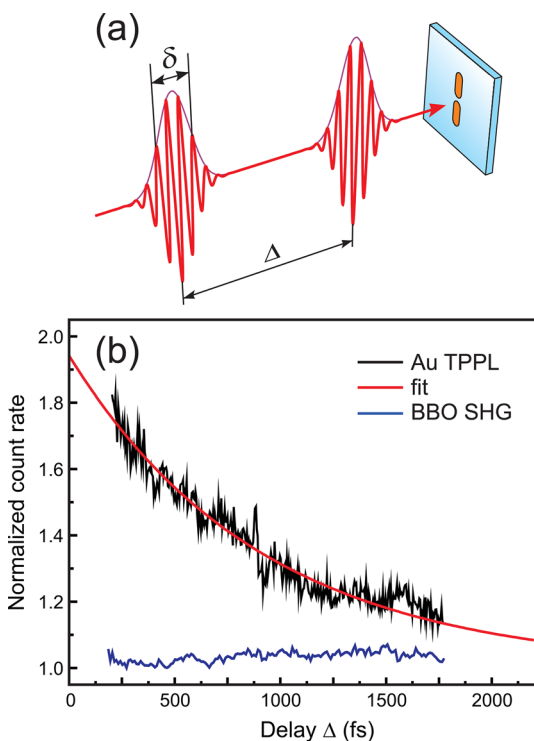 (a)
δ
Δ
(b)
2.0
1.8
1.6
1.4
1.2
1.0
Normalized count rate
Au TPPL
fit
BBO SHG
0 500 1000 1500 2000
Delay Δ (fs)